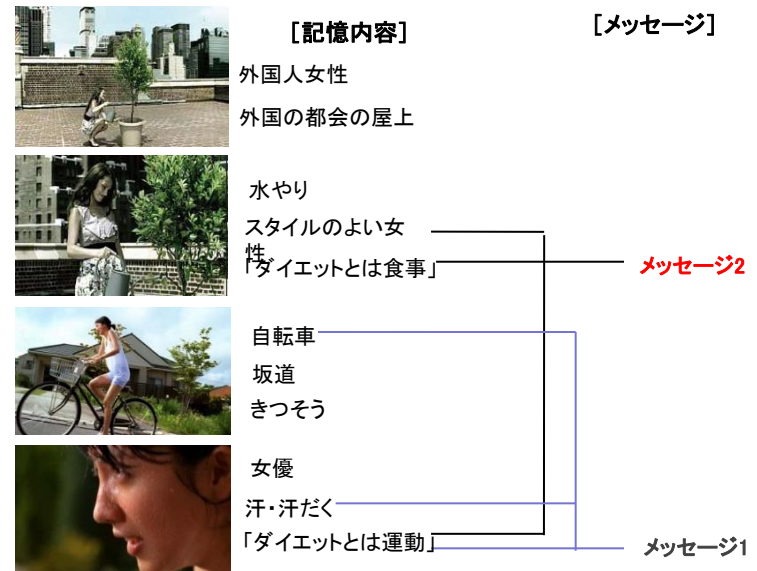 ［記憶内容］
［メッセージ］
外国人女性
外国の都会の屋上
水やり
スタイルのよい女
性
「ダイエットとは食事」
メッセージ2
自転車
坂道
きつそう
女優
汗・汗だく
「ダイエットとは運動」
メッセージ1